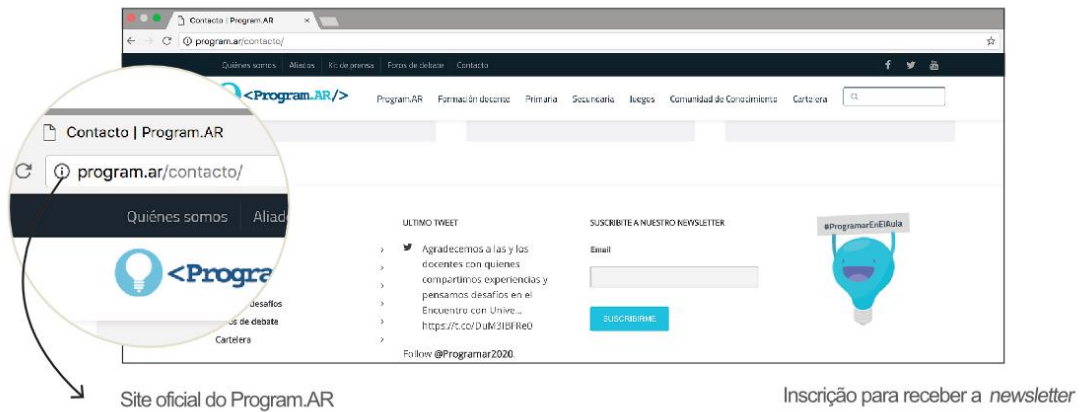 Contacto | Program.AR
program.ar/contacto/
Quiénes somos | Aliados | Kit de prensa | Foros de debate | Contacto
<Program.AR/>
Program.AR Formación docente Primaria Secundaria Juegos Comunidad de Conocimiento Cartelera
Contacto | Program.AR
program.ar/contacto/
Quiénes somos
<Progra
desafíos
de debate
Cartelera
ULTIMO TWEET
Agradecemos a las y los
docentes con quienes
compartimos experiencias y
pensamos desafíos en el
Encuentro con Unive...
https://t.co/DuM3IBFRe0
Follow @Programar2020.
SUSCRIBITE A NUESTRO NEWSLETTER
Email
SUSCRIBIRME
#ProgramarEnElAula
Site oficial do Program.AR
Inscrição para receber a newsletter